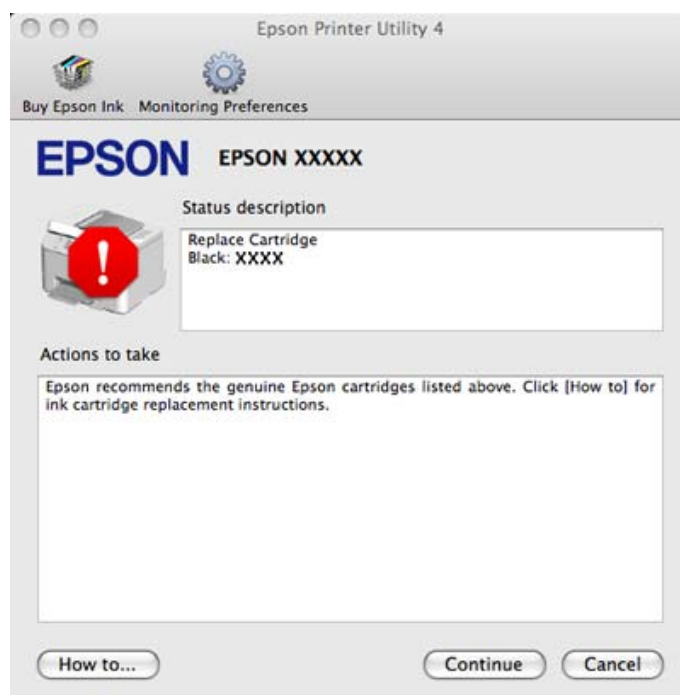 Epson Printer Utility 4
Buy Epson Ink Monitoring Preferences
EPSON EPSON XXXXX
Status description
Replace Cartridge
Black: XXXX
Actions to take
Epson recommends the genuine Epson cartridges listed above. Click [How to] for
ink cartridge replacement instructions.
How to... Continue Cancel